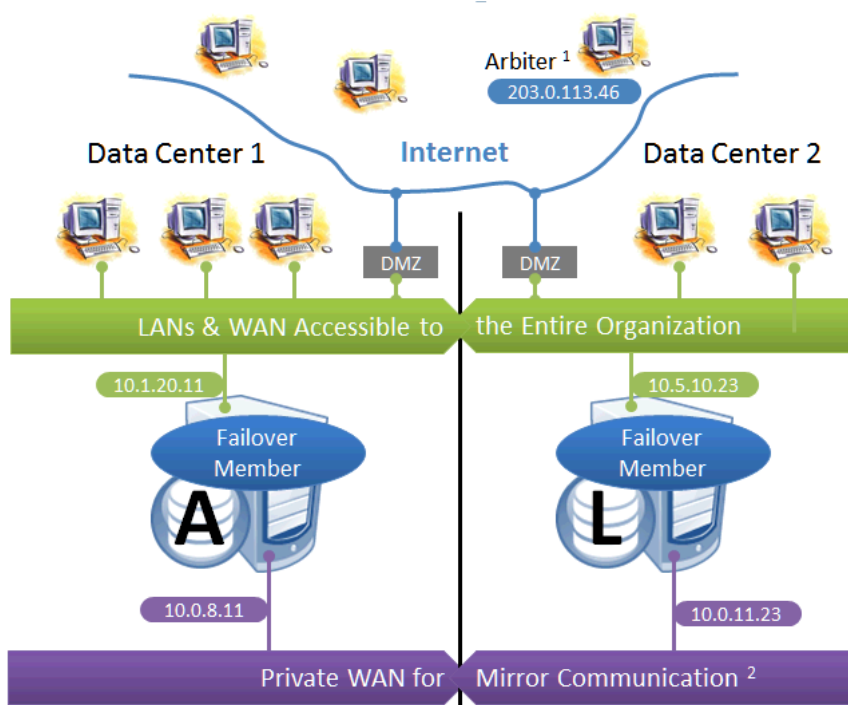 Arbiter 1
203.0.113.46
Data Center 1
Internet
Data Center 2
DMZ
DMZ
LANs & WAN Accessible to the Entire Organization
10.1.20.11
10.5.10.23
Failover
Member
Failover
Member
A
L
10.0.8.11
10.0.11.23
Private WAN for Mirror Communication 2